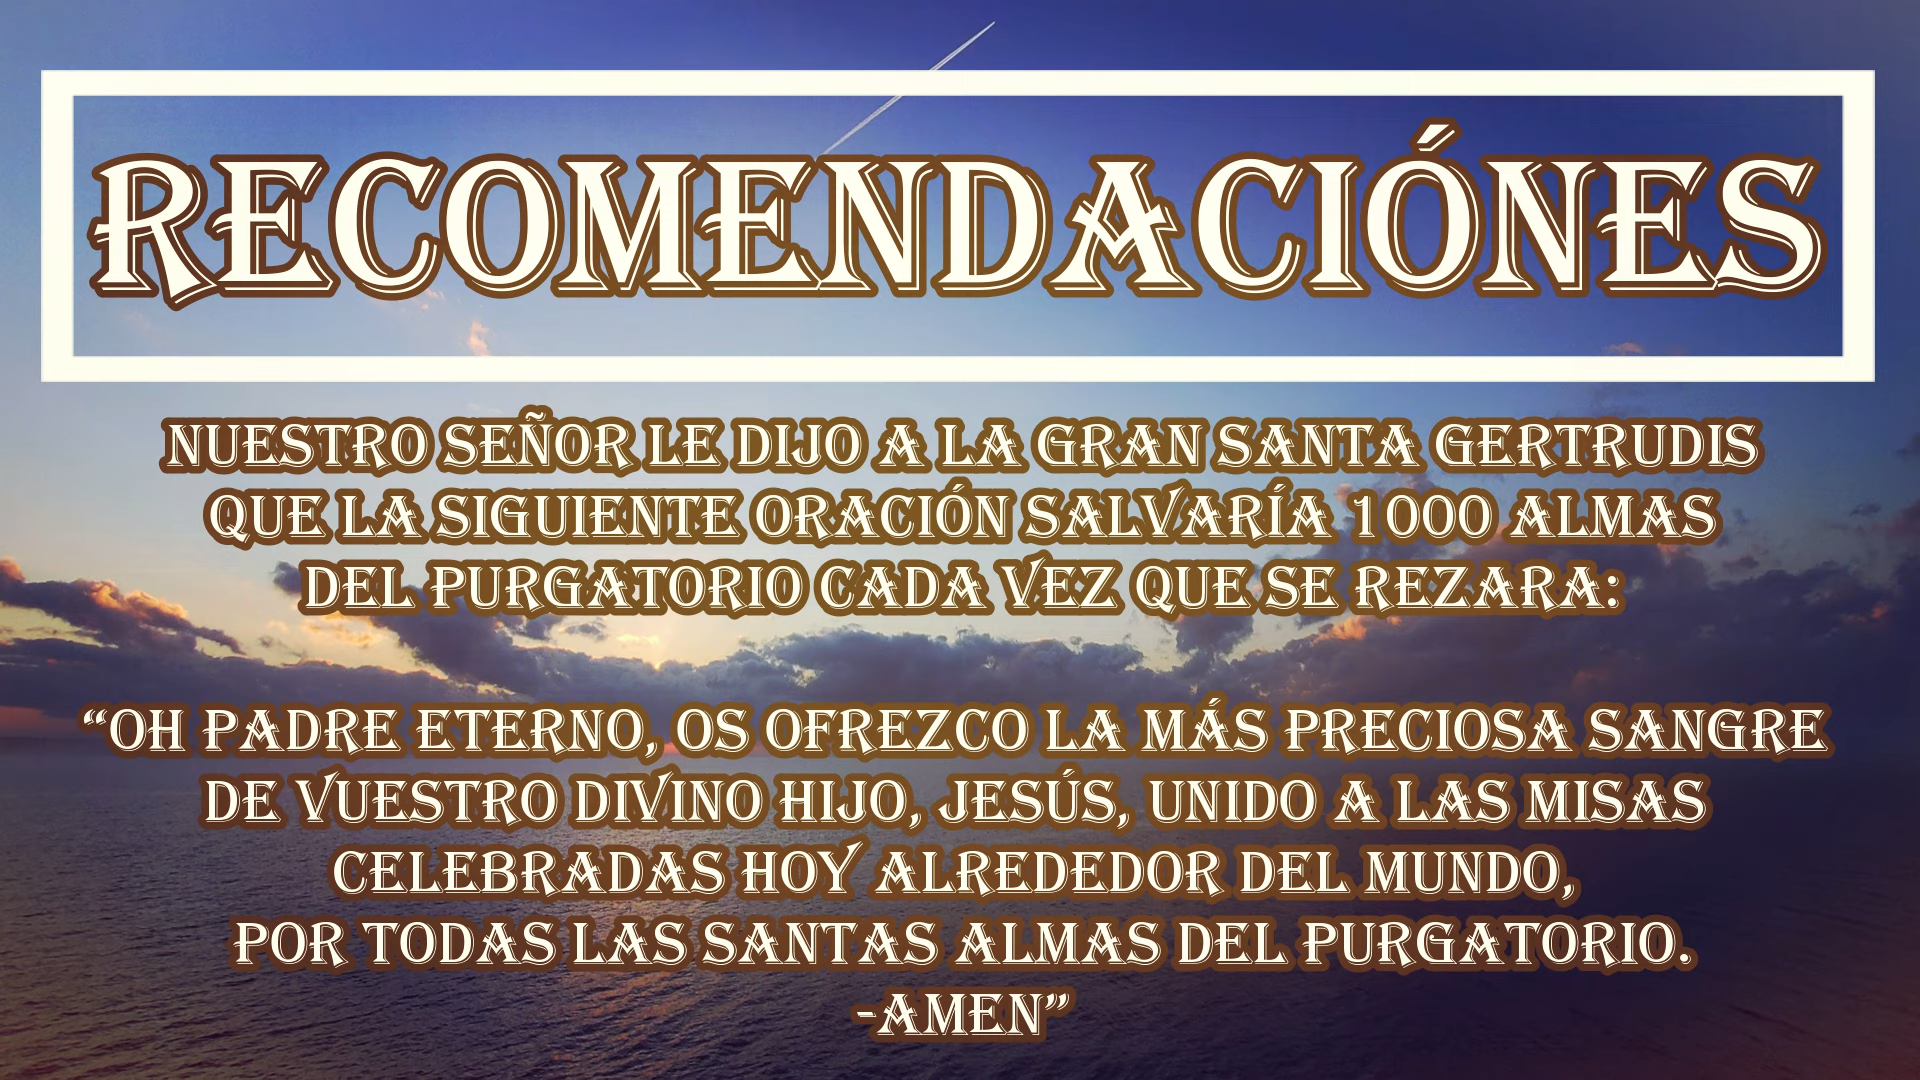 RECOMENDACIÓNES
NUESTRO SEÑOR LE DIJO A LA GRAN SANTA GERTRUDIS
QUE LA SIGUIENTE ORACIÓN SALVARÍA 1000 ALMAS
DEL PURGATORIO CADA VEZ QUE SE REZARA:
“OH PADRE ETERNO, OS OFREZCO LA MÁS PRECIOSA SANGRE
DE VUESTRO DIVINO HIJO, JESÚS, UNIDO A LAS MISAS
CELEBRADAS HOY ALREDEDOR DEL MUNDO,
POR TODAS LAS SANTAS ALMAS DEL PURGATORIO.
-AMEN”